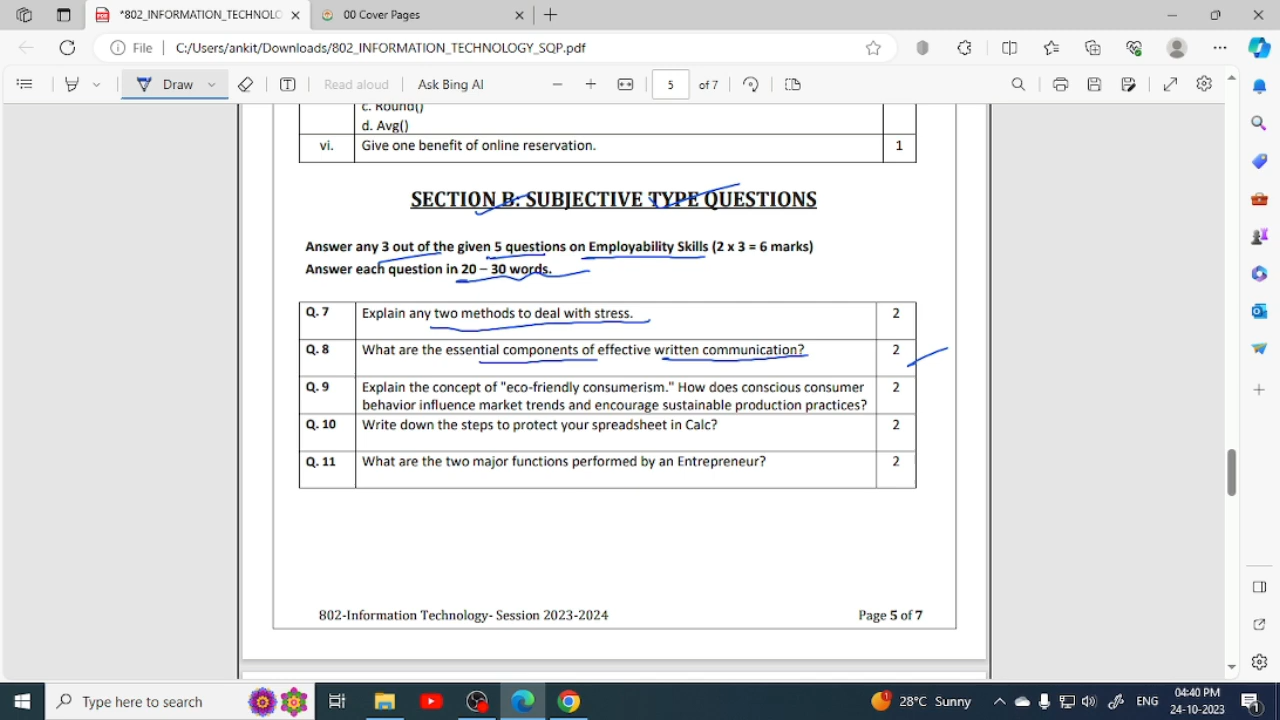 *802_INFORMATION_TECHNOLO
00 Cover Pages
File
C:/Users/ankit/Downloads/802_INFORMATION_TECHNOLOGY_SQP.pdf
Draw
Read aloud
Ask Bing AI
5
of 7
c. Round()
d. Avg()
vi. Give one benefit of online reservation. 1
SECTION B: SUBJECTIVE TYPE QUESTIONS
Answer any 3 out of the given 5 questions on Employability Skills (2 x 3 = 6 marks)
Answer each question in 20 – 30 words.
Q. 7 Explain any two methods to deal with stress. 2
Q. 8 What are the essential components of effective written communication? 2
Q. 9 Explain the concept of "eco-friendly consumerism." How does conscious consumer 2
behavior influence market trends and encourage sustainable production practices?
Q. 10 Write down the steps to protect your spreadsheet in Calc? 2
Q. 11 What are the two major functions performed by an Entrepreneur? 2
802-Information Technology- Session 2023-2024 Page 5 of 7
Type here to search
1
28°C Sunny
ENG
04:40 PM
24-10-2023
1